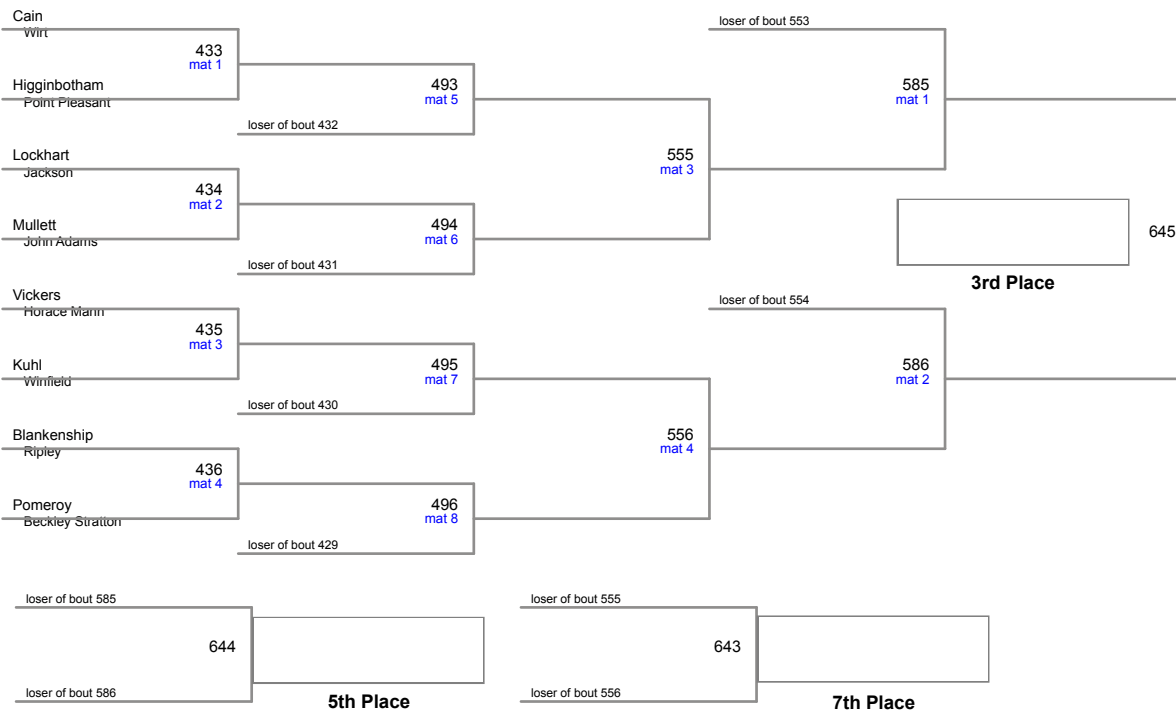 Cain
Wirt
433
mat 1
Higginbotham
Point Pleasant
493
mat 5
loser of bout 432
Lockhart
Jackson
434
mat 2
Mullett
John Adams
494
mat 6
loser of bout 431
Vickers
Horace Mann
435
mat 3
Kuhl
Winfield
495
mat 7
loser of bout 430
Blankenship
Ripley
436
mat 4
Pomeroy
Beckley Stratton
496
mat 8
loser of bout 429
555
mat 3
556
mat 4
loser of bout 553
585
mat 1
645
3rd Place
loser of bout 554
586
mat 2
loser of bout 585
644
loser of bout 586
5th Place
loser of bout 555
643
loser of bout 556
7th Place